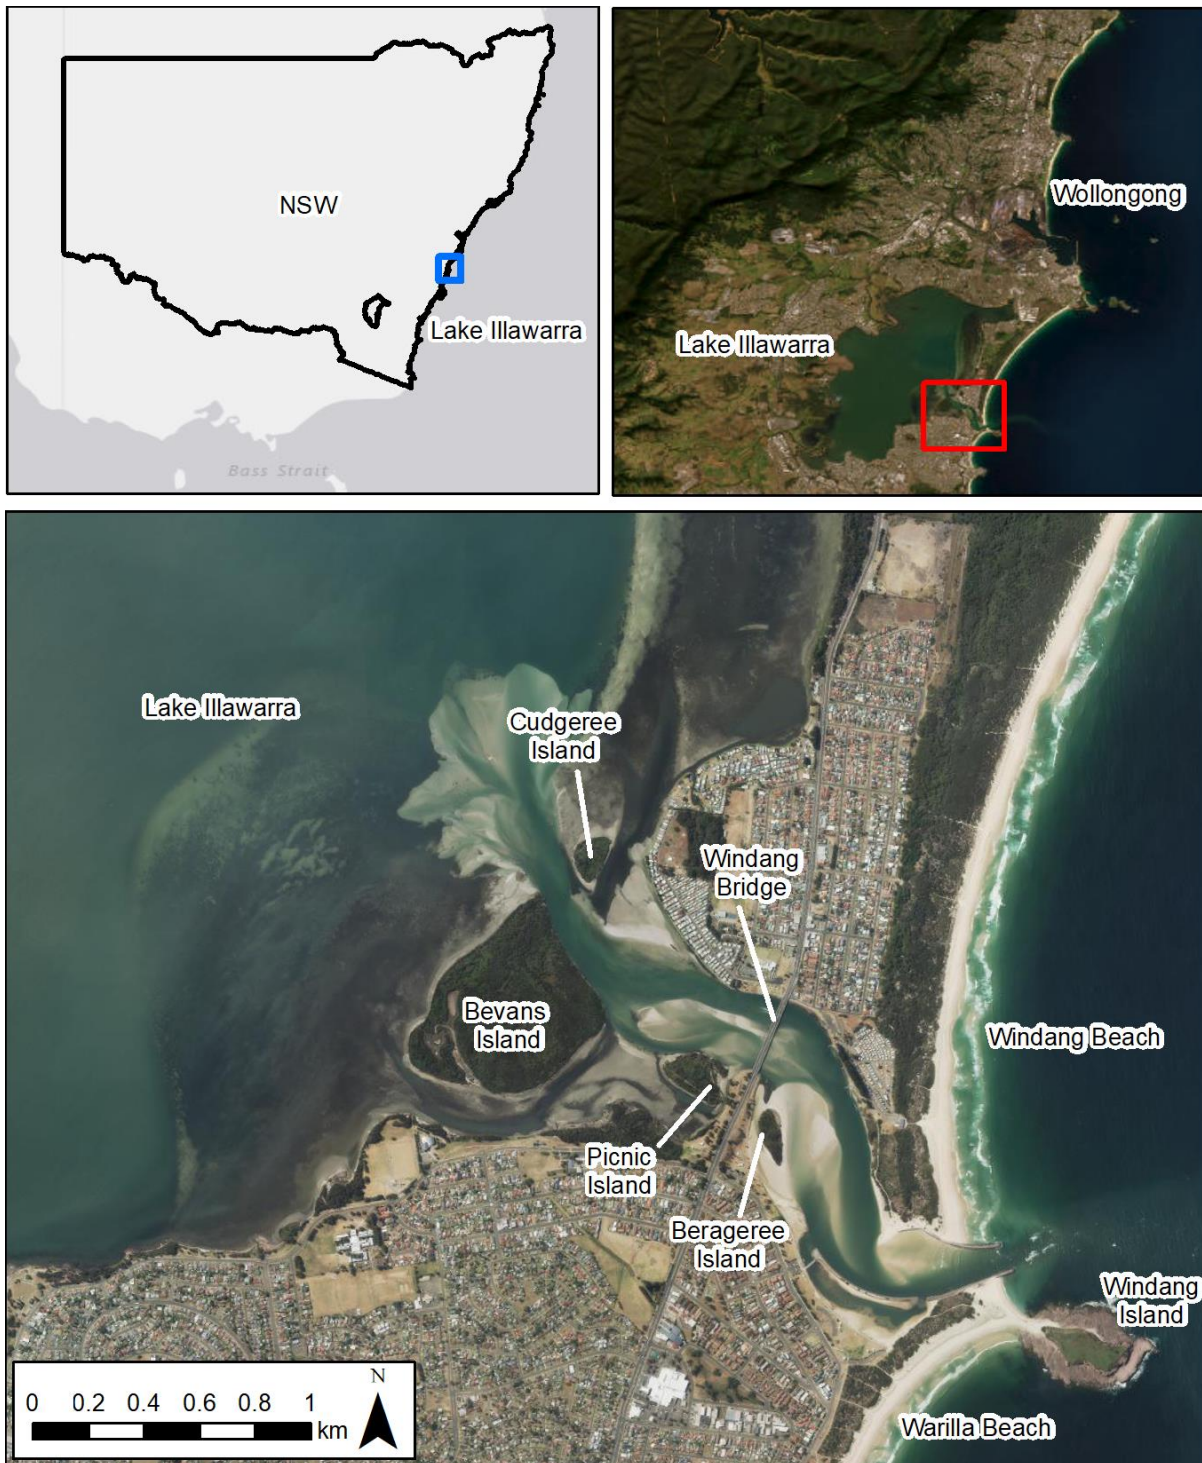 NSW
Lake Illawarra
Bass Strait
Wollongong
Lake Illawarra
Lake Illawarra
Cudgeree
Island
Windang
Bridge
Bevans
Island
Windang Beach
Picnic
Island
Berageree
Island
Windang
Island
Warilla Beach
N
0 0.2 0.4 0.6 0.8 1
km